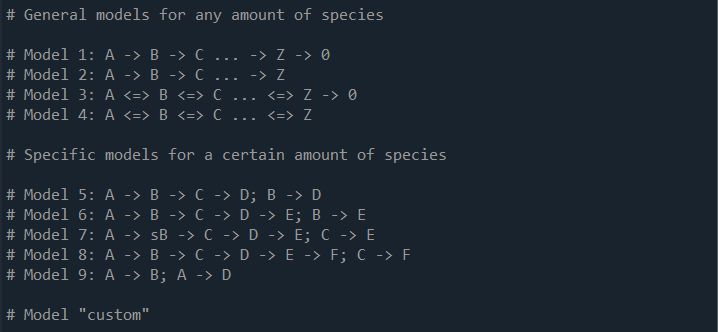 # General models for any amount of species
# Model 1: A -> B -> C ... -> Z -> 0
# Model 2: A -> B -> C ... -> Z
# Model 3: A <=> B <=> C ... <=> Z -> 0
# Model 4: A <=> B <=> C ... <=> Z
# Specific models for a certain amount of species
# Model 5: A -> B -> C -> D; B -> D
# Model 6: A -> B -> C -> D -> E; B -> E
# Model 7: A -> sB -> C -> D -> E; C -> E
# Model 8: A -> B -> C -> D -> E -> F; C -> F
# Model 9: A -> B; A -> D
# Model "custom"